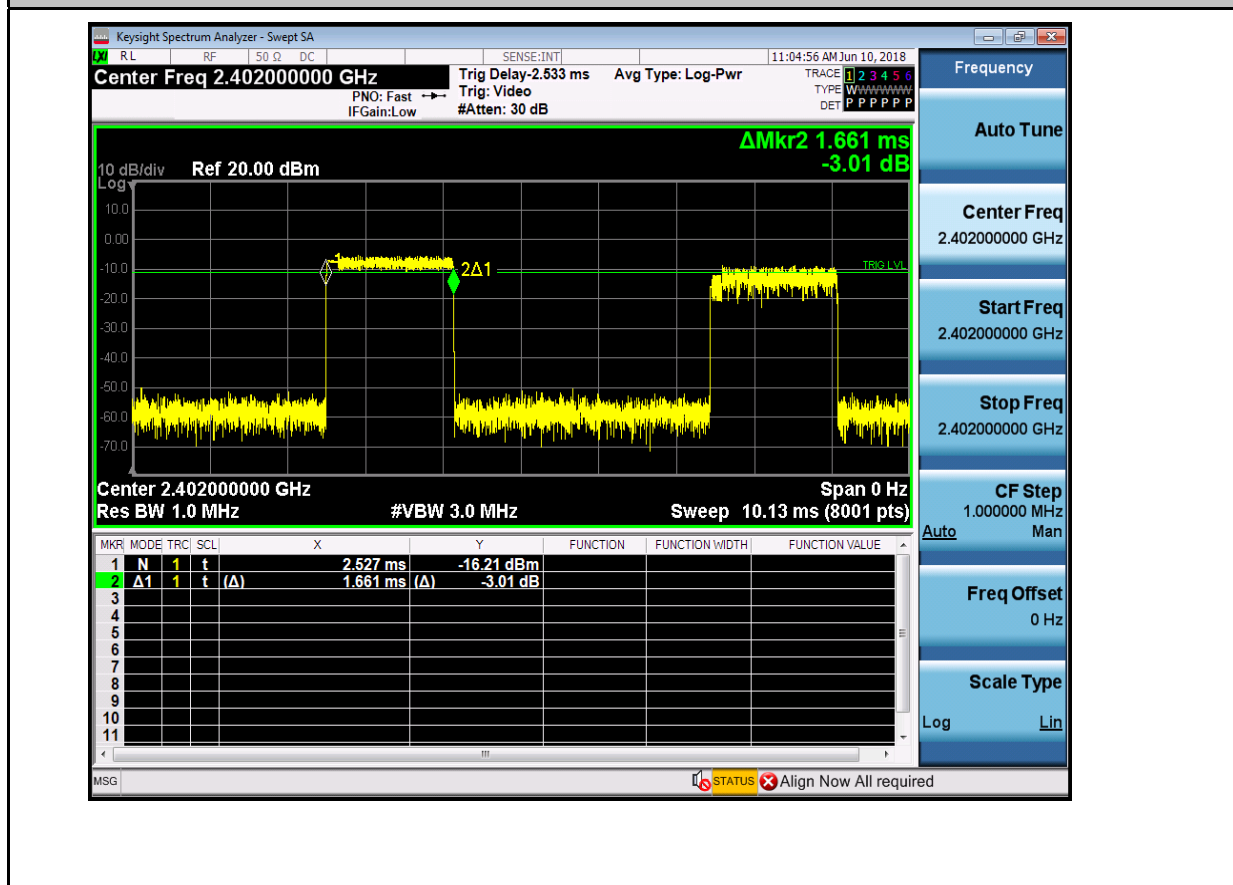 Keysight Spectrum Analyzer - Swept SA
LXI RL RF 50 Ω DC SENSE:INT 11:04:56 AM Jun 10, 2018
Center Freq 2.402000000 GHz Trig Delay-2.533 ms Avg Type: Log-Pwr TRACE 1 2 3 4 5 6
PNO: Fast Trig: Video TYPE WWWWWW
IFGain:Low #Atten: 30 dB DET P P P P P P
ΔMkr2 1.661 ms
-3.01 dB
10 dB/div Ref 20.00 dBm
Log
10.0
0.00
-10.0
-20.0
-30.0
-40.0
-50.0
-60.0
-70.0
1
2Δ1
TRIG LVL
Center 2.402000000 GHz Span 0 Hz
Res BW 1.0 MHz #VBW 3.0 MHz Sweep 10.13 ms (8001 pts)
MKR MODE TRC SCL X Y FUNCTION FUNCTION WIDTH FUNCTION VALUE
1 N 1 t 2.527 ms -16.21 dBm
2 Δ1 1 t (Δ) 1.661 ms (Δ) -3.01 dB
3
4
5
6
7
8
9
10
11
MSG STATUS Align Now All required
Frequency
Auto Tune
Center Freq
2.402000000 GHz
Start Freq
2.402000000 GHz
Stop Freq
2.402000000 GHz
CF Step
1.000000 MHz
Auto Man
Freq Offset
0 Hz
Scale Type
Log Lin